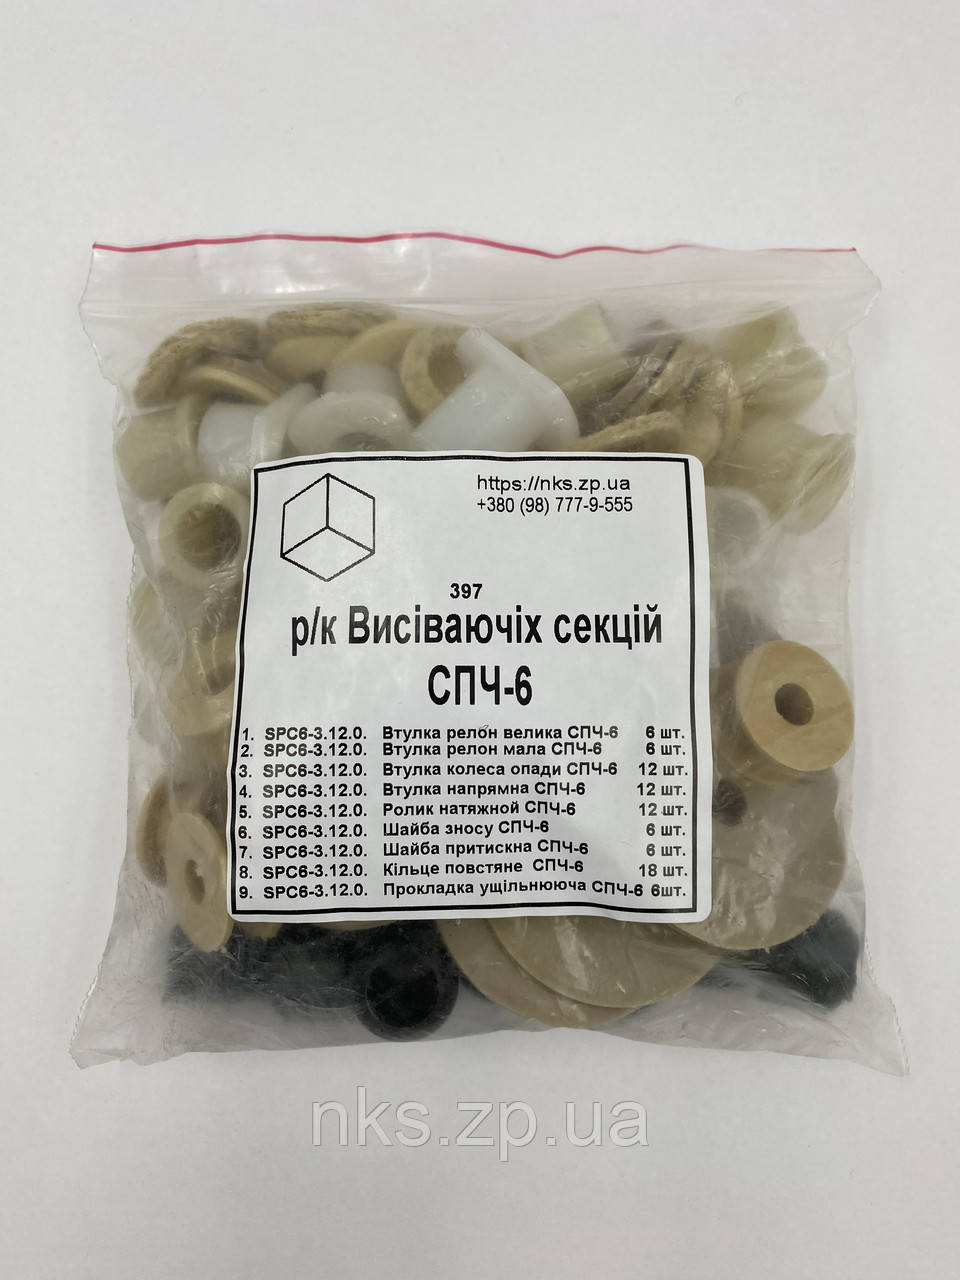 https://nks.zp.ua
+380 (98) 777-9-555
397
р/к Висіваючіх секцій
СПЧ-6
1. SPC6-3.12.0. Втулка релон велика СПЧ-6 6 шт.
2. SPC6-3.12.0. Втулка релон мала СПЧ-6 6 шт.
3. SPC6-3.12.0. Втулка колеса опади СПЧ-6 12 шт.
4. SPC6-3.12.0. Втулка напрямна СПЧ-6 12 шт.
5. SPC6-3.12.0. Ролик натяжной СПЧ-6 12 шт.
6. SPC6-3.12.0. Шайба зносу СПЧ-6 6 шт.
7. SPC6-3.12.0. Шайба притискна СПЧ-6 6 шт.
8. SPC6-3.12.0. Кільце повстяне СПЧ-6 18 шт.
9. SPC6-3.12.0. Прокладка ущільнююча СПЧ-6 6шт.
nks.zp.ua